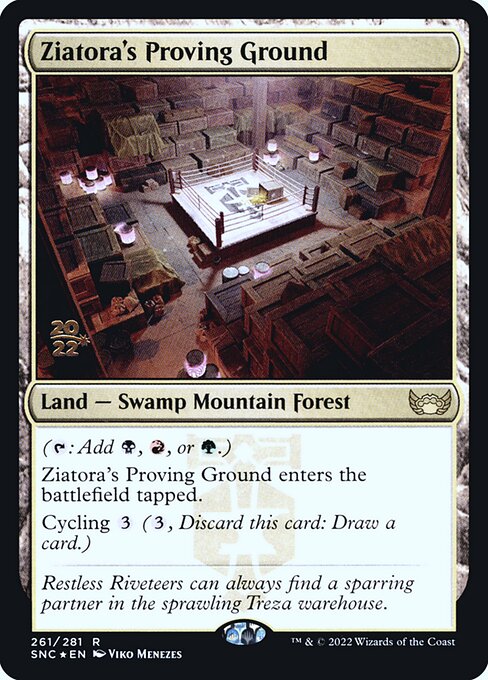 Ziatora's Proving Ground
20
22
Land — Swamp Mountain Forest
(: Add , , or .)
Ziatora's Proving Ground enters the
battlefield tapped.
Cycling 3 (3, Discard this card: Draw a
card.)
Restless Riveteers can always find a sparring
partner in the sprawling Treza warehouse.
261/281 R
SNC ★ EN Viko Menezes
™ & © 2022 Wizards of the Coast